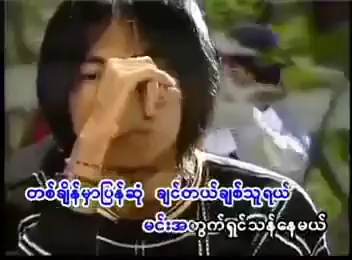 တစ်ချိန်မှာပြန်ဆုံ ချင်တယ်ချစ်သူရယ်
မင်းအတွက်ရှင်သန်နေမယ်